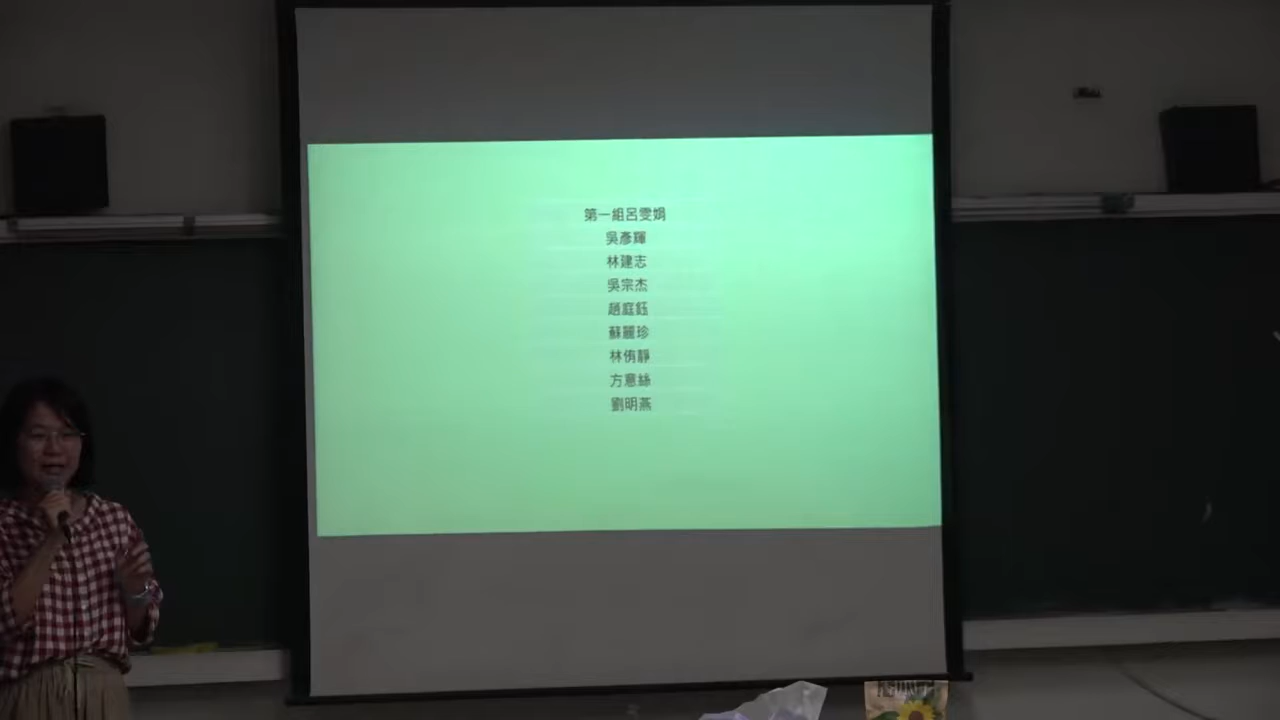 第一組呂雯娟
吳彥輝
林建志
吳宗杰
趙庭鈺
蘇麗珍
林侑靜
方意絲
劉明燕